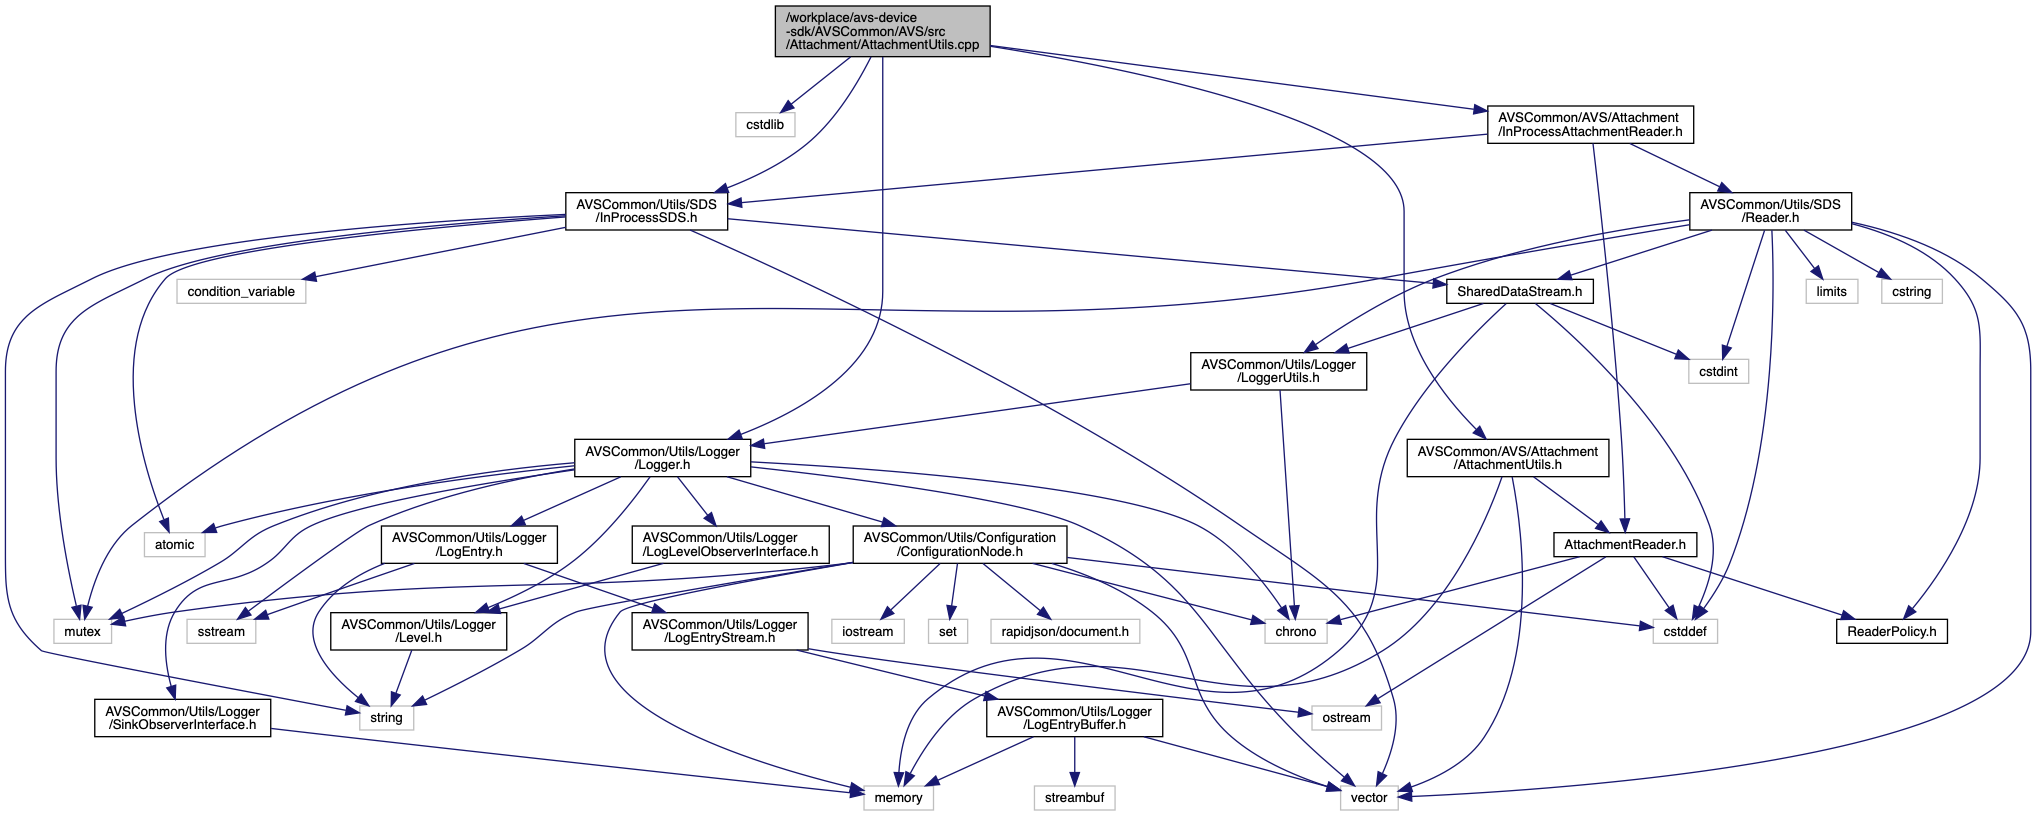 /workplace/avs-device
-sdk/AVSCommon/AVS/src
/Attachment/AttachmentUtils.cpp
cstdlib
AVSCommon/AVS/Attachment
/InProcessAttachmentReader.h
AVSCommon/Utils/SDS
/InProcessSDS.h
AVSCommon/Utils/SDS
/Reader.h
condition_variable
SharedDataStream.h
limits
cstring
AVSCommon/Utils/Logger
/LoggerUtils.h
cstdint
AVSCommon/Utils/Logger
/Logger.h
AVSCommon/AVS/Attachment
/AttachmentUtils.h
atomic
AVSCommon/Utils/Logger
/LogEntry.h
AVSCommon/Utils/Logger
/LogLevelObserverInterface.h
AVSCommon/Utils/Configuration
/ConfigurationNode.h
AttachmentReader.h
mutex
sstream
AVSCommon/Utils/Logger
/Level.h
AVSCommon/Utils/Logger
/LogEntryStream.h
iostream
set
rapidjson/document.h
chrono
cstddef
ReaderPolicy.h
AVSCommon/Utils/Logger
/SinkObserverInterface.h
string
AVSCommon/Utils/Logger
/LogEntryBuffer.h
ostream
memory
streambuf
vector